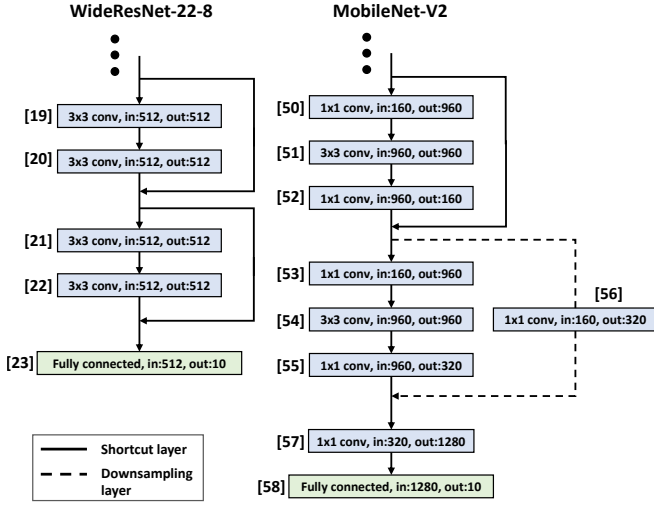 WideResNet-22-8
[19] 3x3 conv, in:512, out:512
[20] 3x3 conv, in:512, out:512
[21] 3x3 conv, in:512, out:512
[22] 3x3 conv, in:512, out:512
[23] Fully connected, in:512, out:10
Shortcut layer
Downsampling
layer
MobileNet-V2
[50] 1x1 conv, in:160, out:960
[51] 3x3 conv, in:960, out:960
[52] 1x1 conv, in:960, out:160
[53] 1x1 conv, in:160, out:960
[54] 3x3 conv, in:960, out:960
[55] 1x1 conv, in:960, out:320
[56]
1x1 conv, in:160, out:320
[57] 1x1 conv, in:320, out:1280
[58] Fully connected, in:1280, out:10